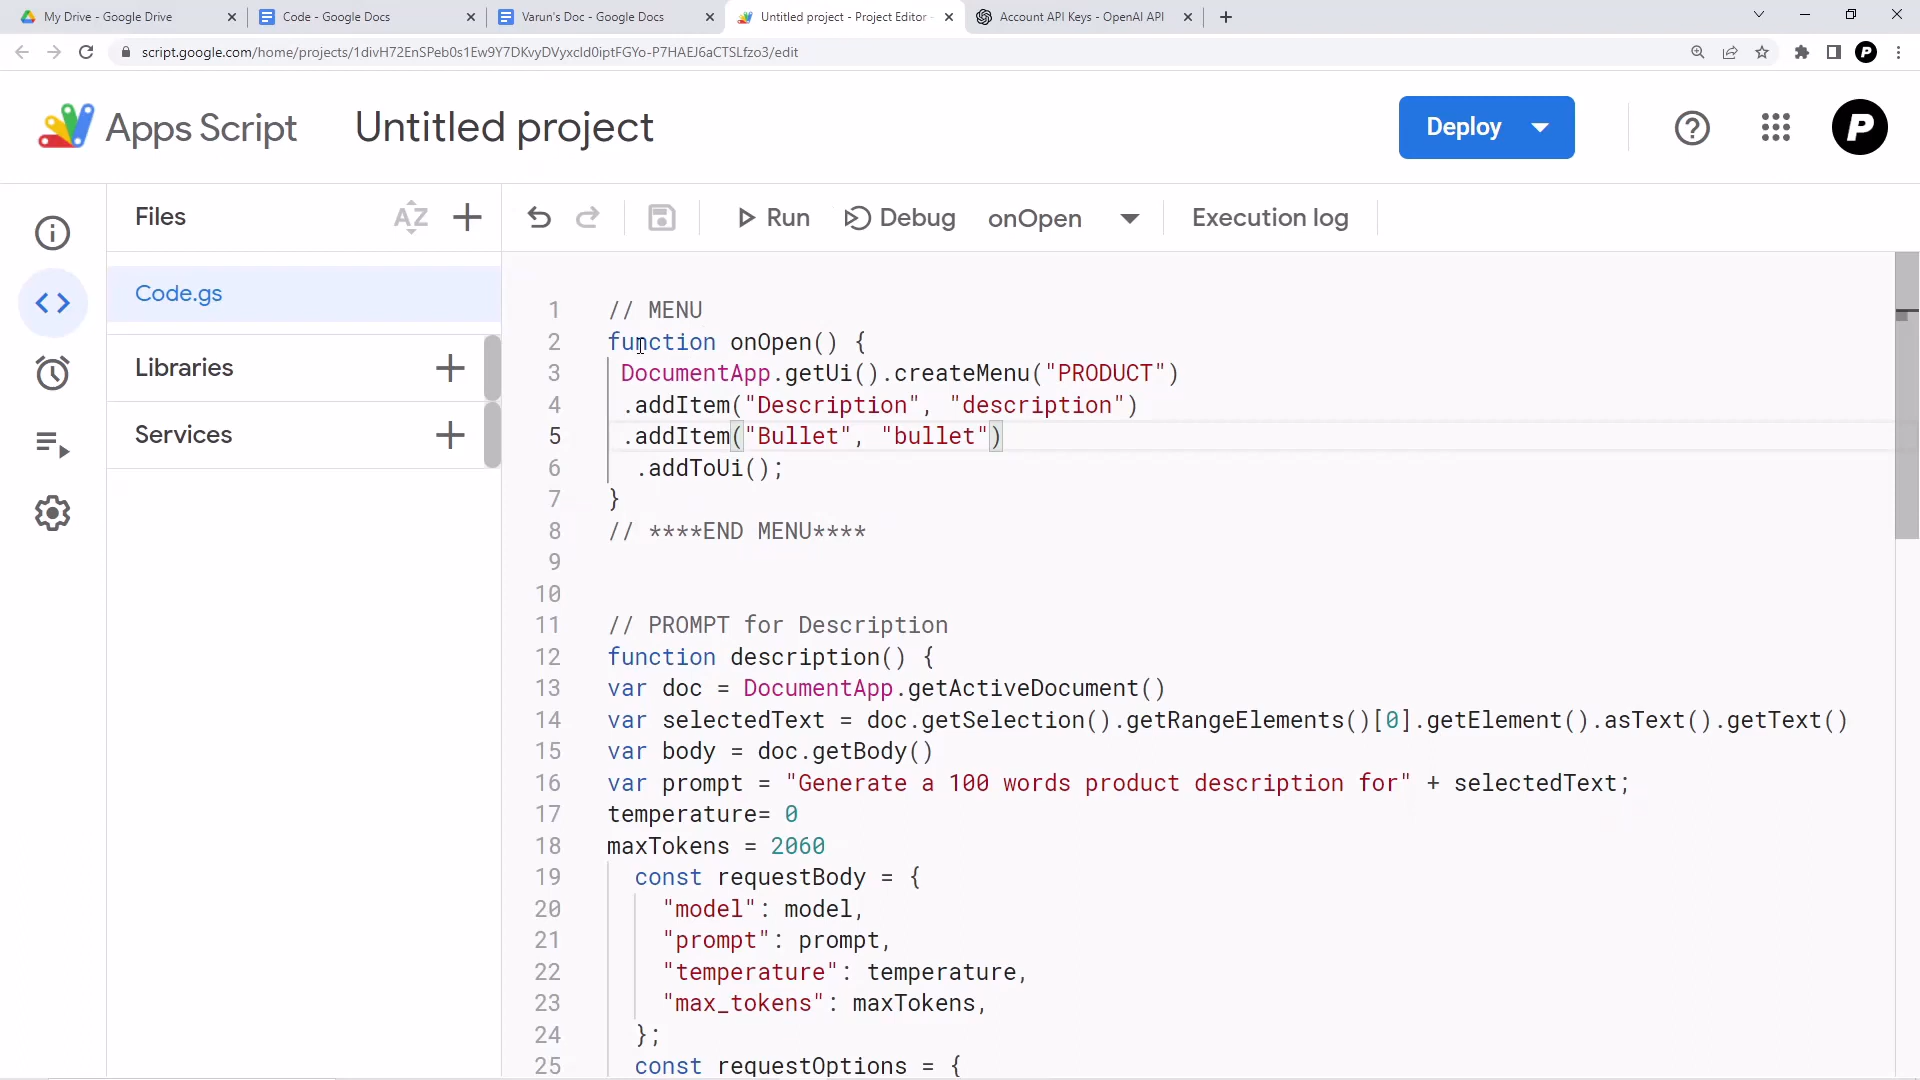 My Drive - Google Drive
Code - Google Docs
Varun's Doc - Google Docs
Untitled project - Project Editor -
Account API Keys - OpenAI API
script.google.com/home/projects/1divH72EnSPeb0s1Ew9Y7DKvyDVyxcld0iptFGYo-P7HAEJ6aCTSLfzo3/edit
P
Apps Script
Untitled project
Deploy
P
Files
AZ
Run
Debug
onOpen
Execution log
Code.gs
Libraries
Services
1 // MENU
2 function onOpen() {
3 DocumentApp.getUi().createMenu("PRODUCT")
4 .addItem("Description", "description")
5 .addItem("Bullet", "bullet")
6 .addToUi();
7 }
8 // ****END MENU****
9
10
11 // PROMPT for Description
12 function description() {
13 var doc = DocumentApp.getActiveDocument()
14 var selectedText = doc.getSelection().getRangeElements()[0].getElement().asText().getText()
15 var body = doc.getBody()
16 var prompt = "Generate a 100 words product description for" + selectedText;
17 temperature= 0
18 maxTokens = 2060
19 const requestBody = {
20 "model": model,
21 "prompt": prompt,
22 "temperature": temperature,
23 "max_tokens": maxTokens,
24 };
25 const requestOptions = {